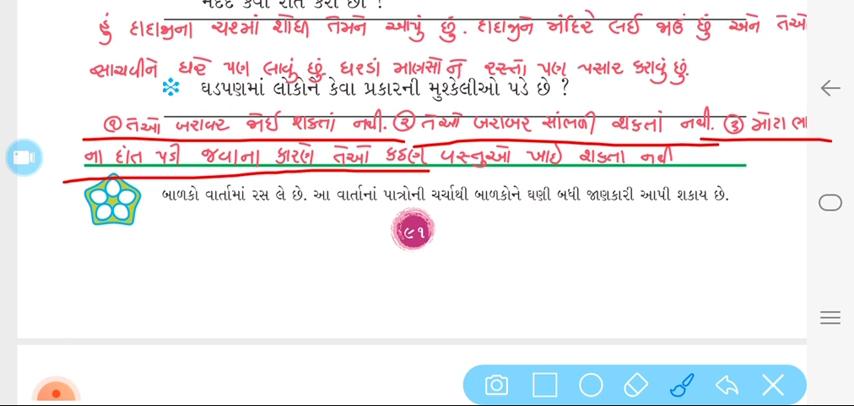 મદદ કેવી રીતે કરો છો ?
હું દાદાજીના ચશ્માં શોધી તેમને આપું છું. દાદાજીને મંદિરે લઈ જાઉં છું અને તેઓ
સાચવીને ઘરે પણ લાવું છું ઘરડાં માણસોને રસ્તા પણ પસાર કરાવું છું.
ઘડપણમાં લોકોને કેવા પ્રકારની મુશ્કેલીઓ પડે છે ?
① તેઓ બરાબર જોઈ શકતાં નથી. ② તેઓ બરાબર સાંભળી શકતાં નથી. ③ મોટા ભા
ના દાંત પડી જવાના કારણે તેઓ કઠણ વસ્તુઓ ખાઈ શકતા નથી
બાળકો વાર્તામાં રસ લે છે. આ વાર્તાનાં પાત્રોની ચર્ચાથી બાળકોને ઘણી બધી જાણકારી આપી શકાય છે.
૯૧